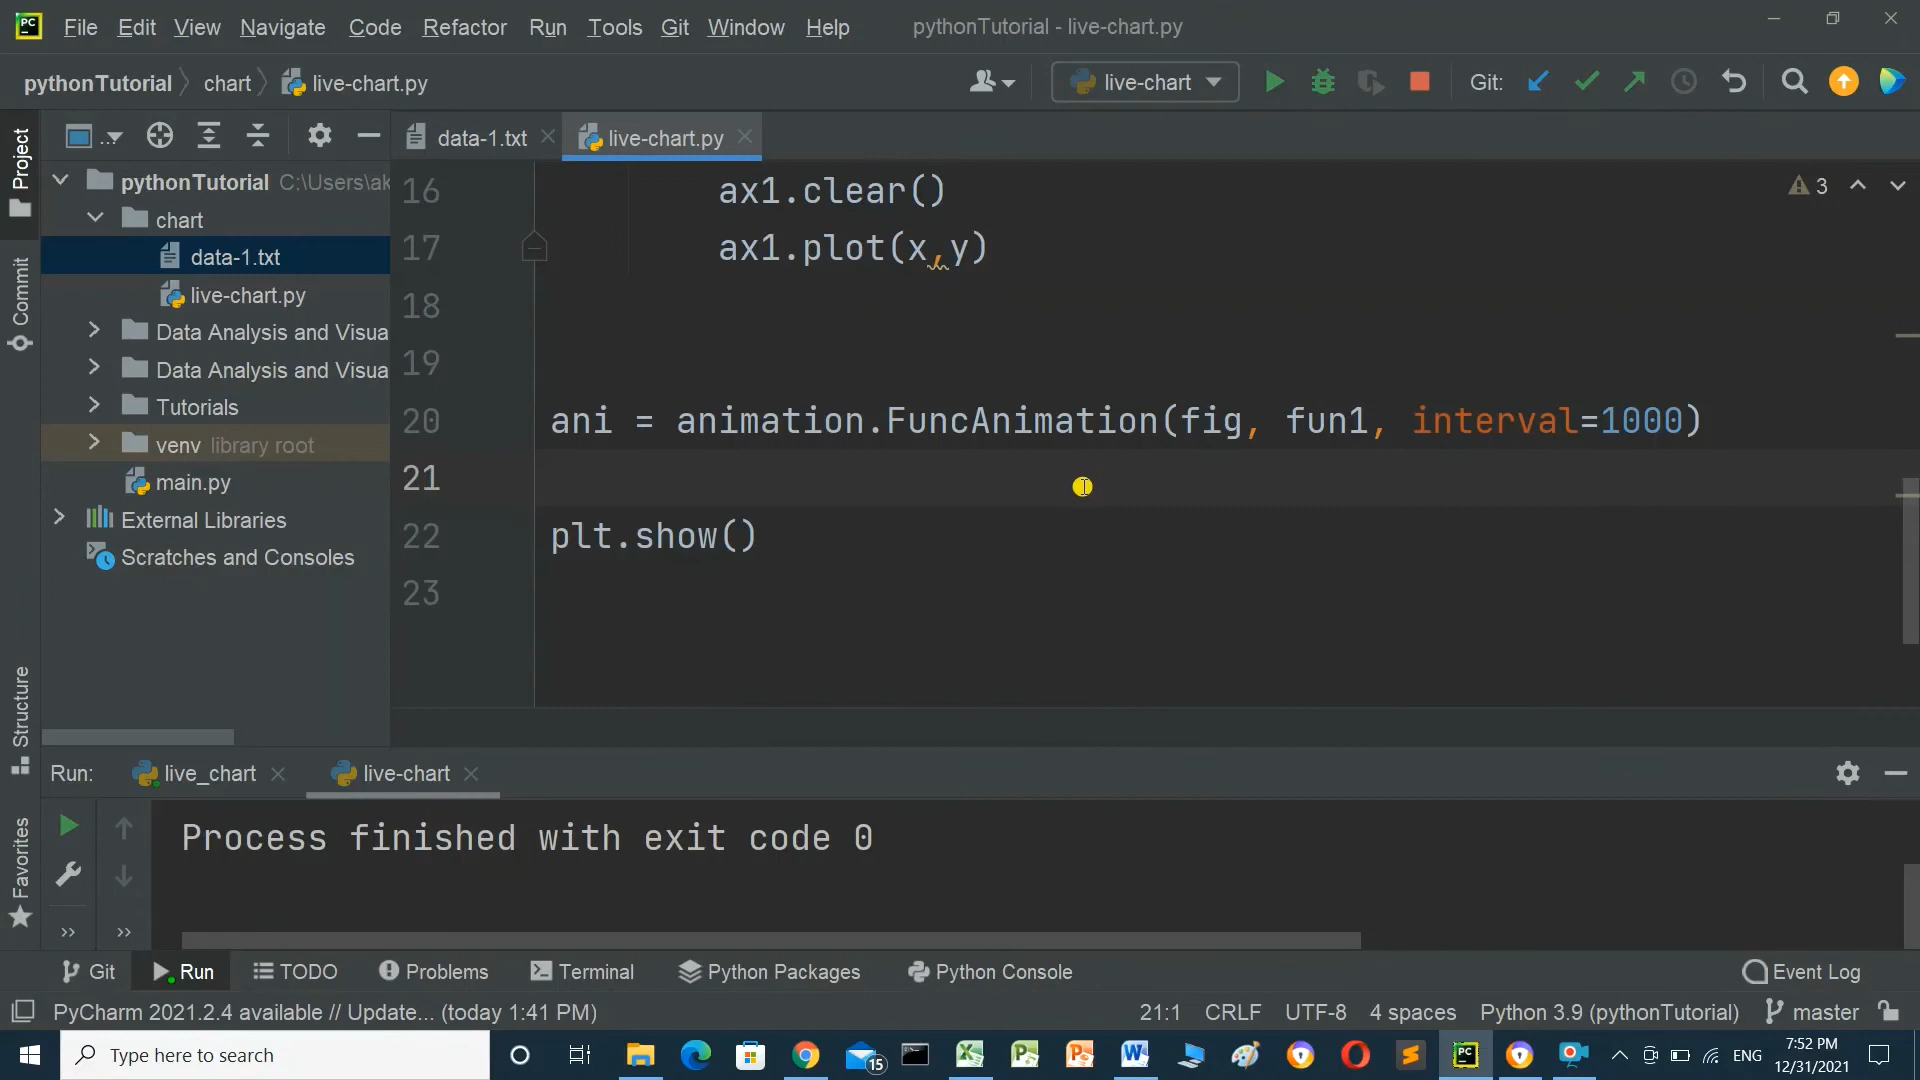 PC File Edit View Navigate Code Refactor Run Tools Git Window Help pythonTutorial - live-chart.py
pythonTutorial chart live-chart.py live-chart Git:
Project
Commit
Structure
Favorites
... data-1.txt live-chart.py
pythonTutorial C:\Users\ak
chart
data-1.txt
live-chart.py
Data Analysis and Visua
Data Analysis and Visua
Tutorials
venv library root
main.py
External Libraries
Scratches and Consoles
3
16 ax1.clear()
17 ax1.plot(x,y)
18
19
20 ani = animation.FuncAnimation(fig, fun1, interval=1000)
21
22 plt.show()
23
Run: live_chart live-chart
Process finished with exit code 0
Git Run TODO Problems Terminal Python Packages Python Console Event Log
PyCharm 2021.2.4 available // Update... (today 1:41 PM) 21:1 CRLF UTF-8 4 spaces Python 3.9 (pythonTutorial) master
Type here to search 15 PC ENG 7:52 PM
12/31/2021